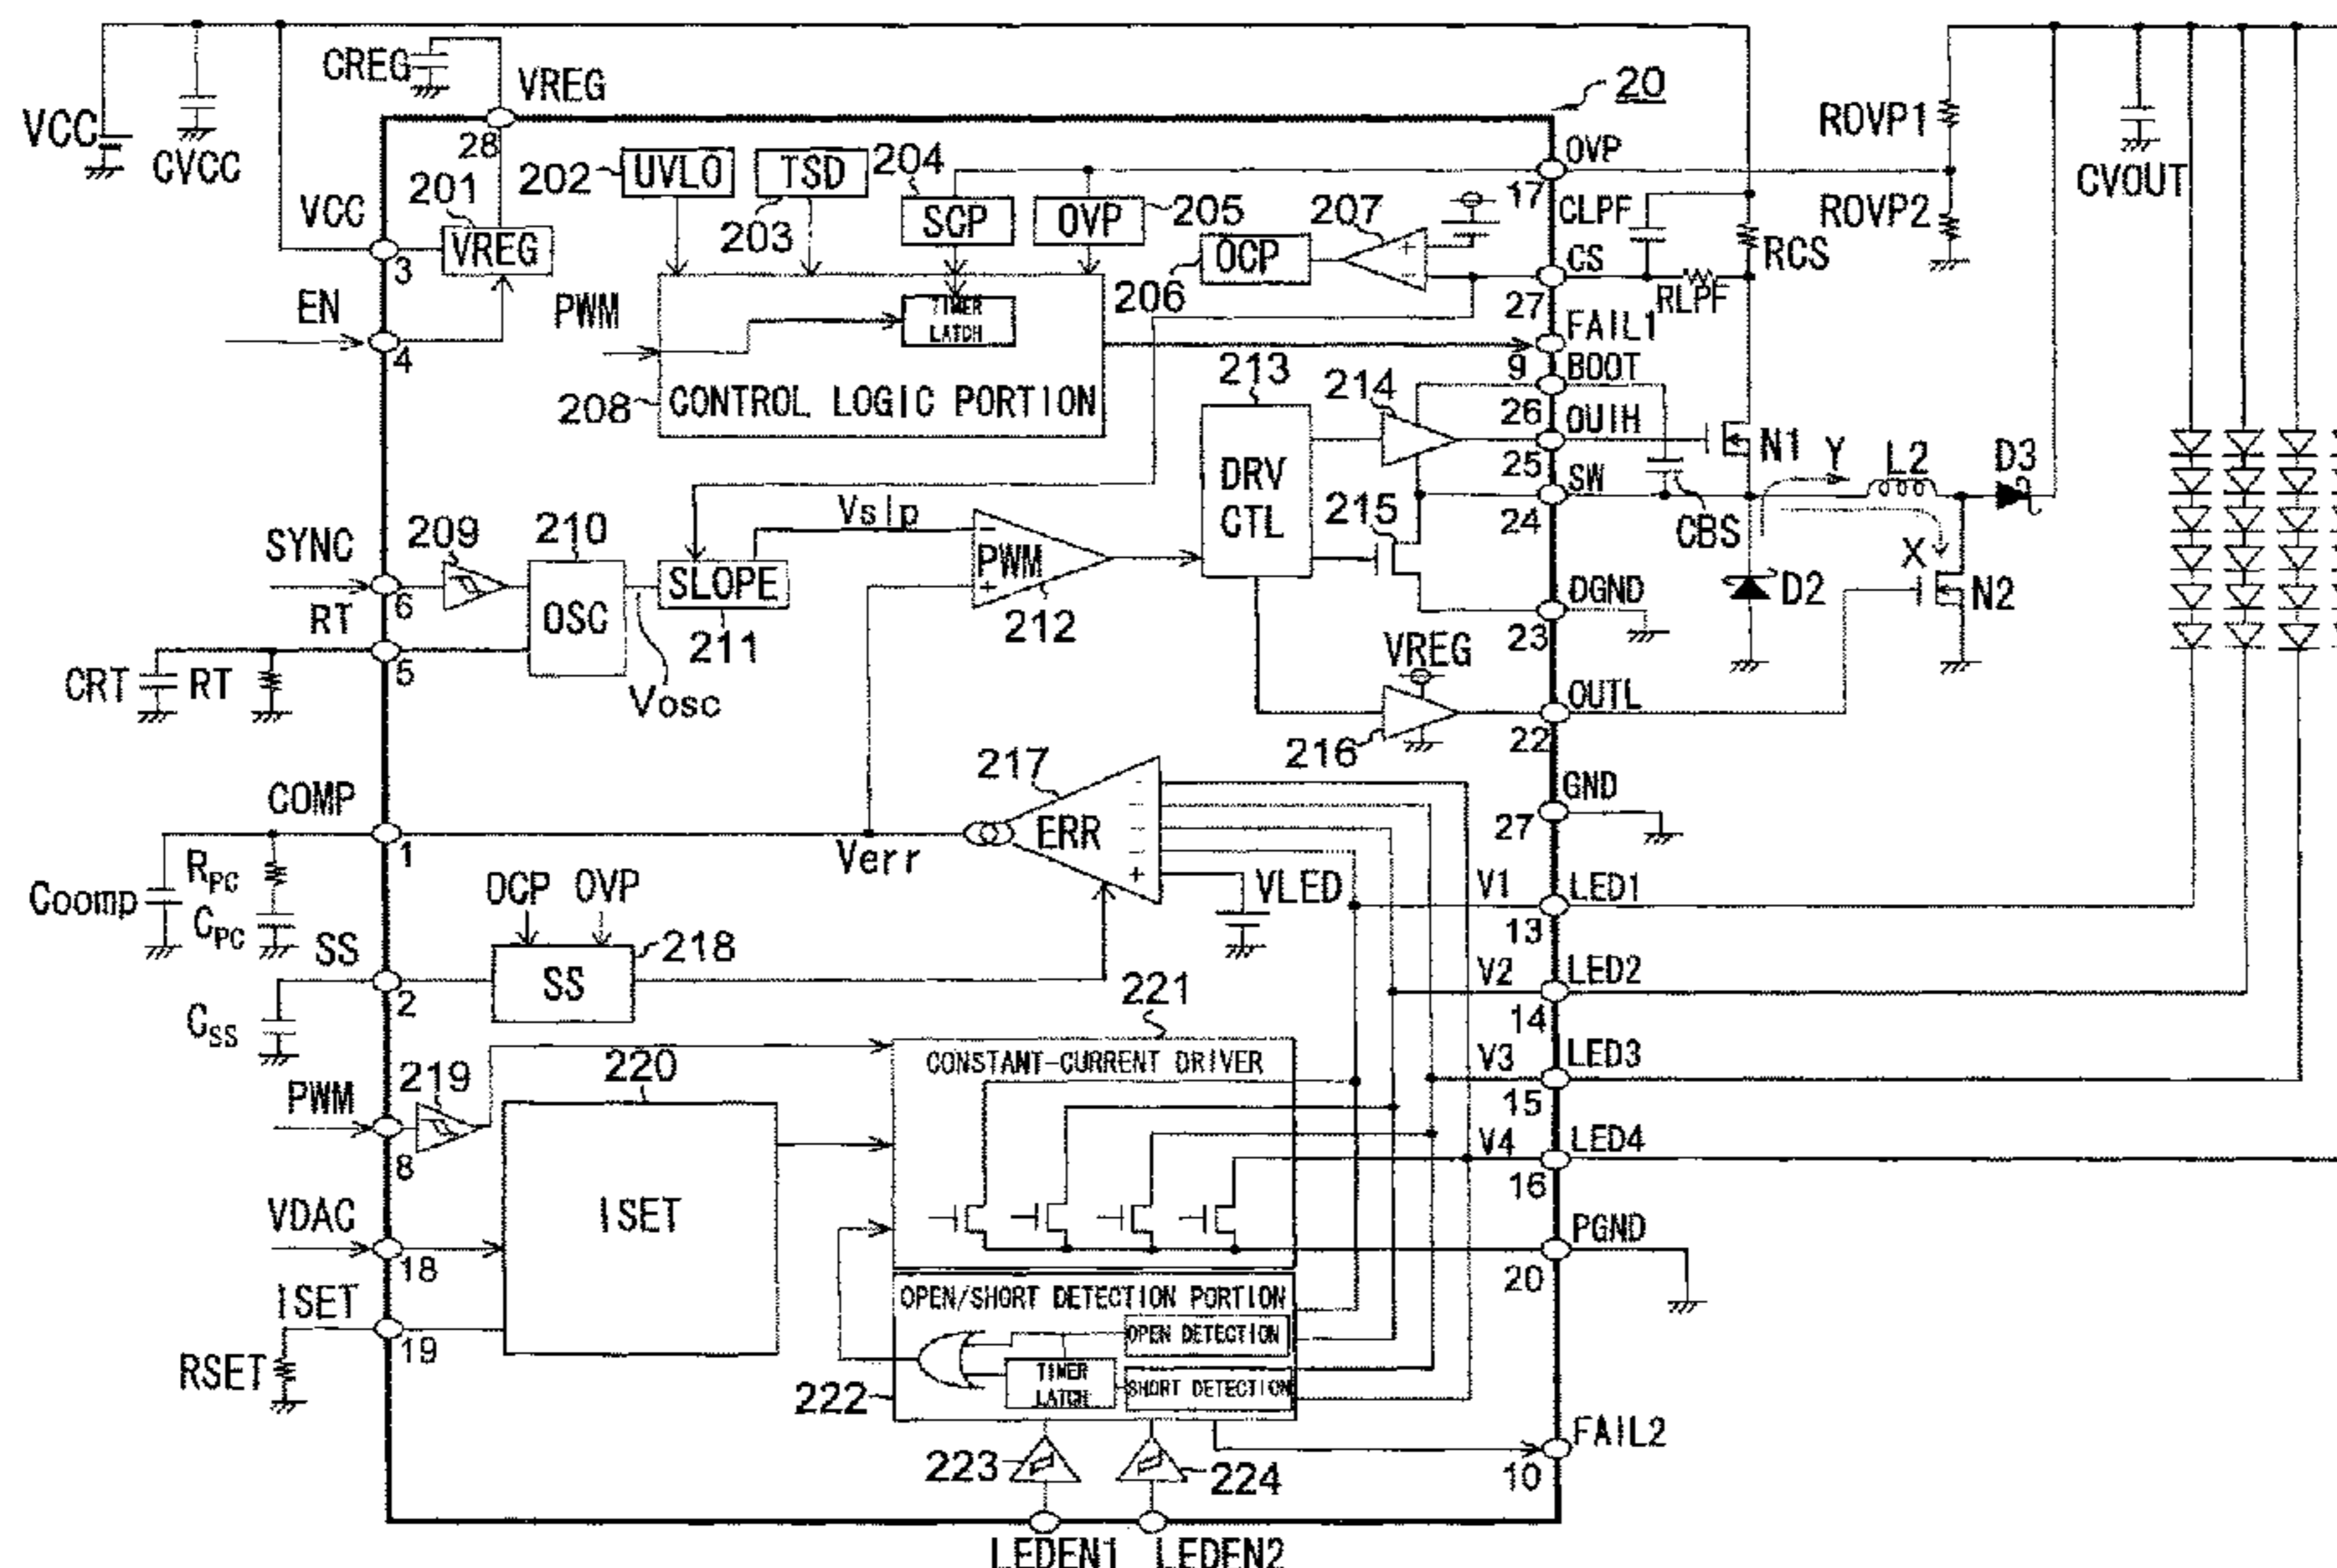 CREG
VREG
20
VCC
CVCC
28
201
VCC
VREG
3
202
UVLO
TSD
203
204
SCP
OVP
205
OVP
17
ROVP1
ROVP2
CVOUT
207
OCP
206
CLPF
CS
27
RLPF
RCS
EN
4
PWM
TIMER
LATCH
208
CONTROL LOGIC PORTION
FAIL1
9
BOOT
26
213
214
OUIH
25
N1
Y
L2
D3
DRV
CTL
215
SW
24
CBS
X
SYNC
6
209
210
OSC
Vslp
SLOPE
211
PWM
212
DGND
23
D2
N2
RT
5
CRT
RT
Vosc
VREG
216
OUTL
22
217
ERR
GND
27
COMP
1
Verr
RPC
CPC
Coomp
OCP
OVP
VLED
V1
LED1
13
SS
2
SS
218
CSS
V2
LED2
14
221
CONSTANT-CURRENT DRIVER
V3
LED3
15
PWM
8
219
220
ISET
V4
LED4
16
VDAC
18
PGND
20
ISET
19
RSET
OPEN/SHORT DETECTION PORTION
OPEN DETECTION
TIMER
LATCH
SHORT DETECTION
222
223
224
FAIL2
10
LEDEN1
LEDEN2